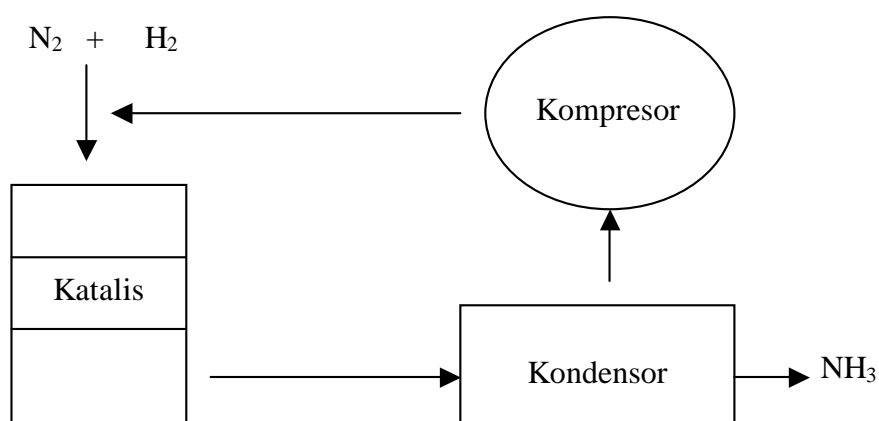 N₂ + H₂
Kompresor
Katalis
Kondensor
NH₃